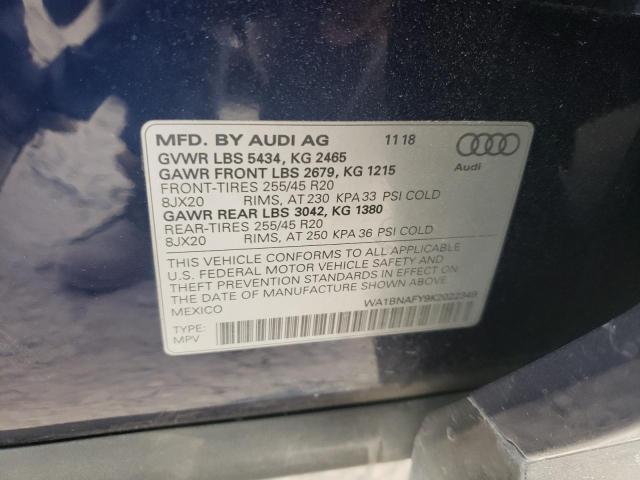 MFD. BY AUDI AG 11 18
GVWR LBS 5434, KG 2465
GAWR FRONT LBS 2679, KG 1215
FRONT-TIRES 255/45 R20
8JX20 RIMS, AT 230 KPA 33 PSI COLD
GAWR REAR LBS 3042, KG 1380
REAR-TIRES 255/45 R20
8JX20 RIMS, AT 250 KPA 36 PSI COLD
Audi
THIS VEHICLE CONFORMS TO ALL APPLICABLE
U.S. FEDERAL MOTOR VEHICLE SAFETY AND
THEFT PREVENTION STANDARDS IN EFFECT ON
THE DATE OF MANUFACTURE SHOWN ABOVE.
MEXICO WA1BNAFY9K2022349
TYPE:
MPV